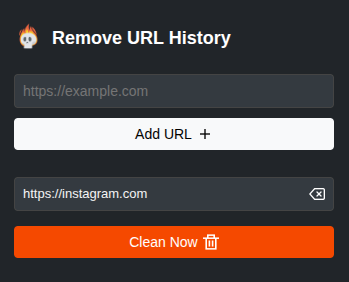 Remove URL History
https://example.com
Add URL
https://instagram.com
Clean Now